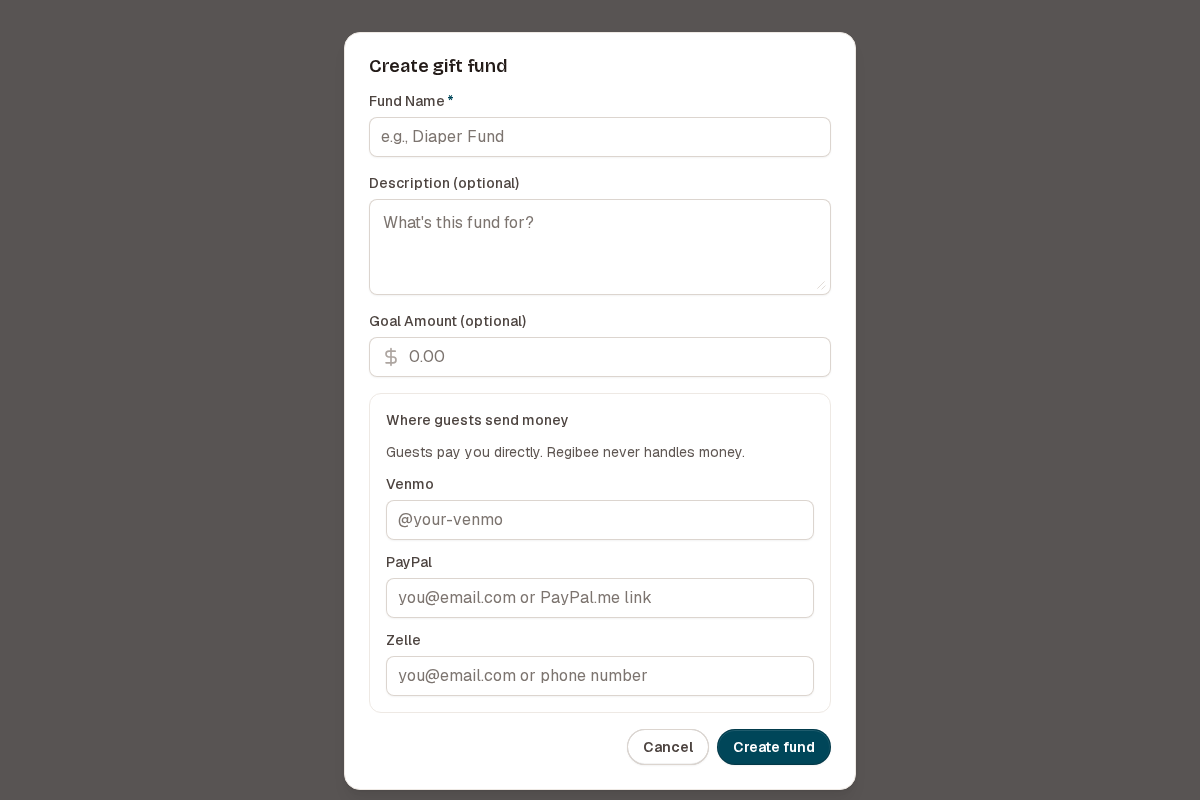 Create gift fund
Fund Name *
e.g., Diaper Fund
Description (optional)
What's this fund for?
Goal Amount (optional)
$ 0.00
Where guests send money
Guests pay you directly. Regibee never handles money.
Venmo
@your-venmo
PayPal
you@email.com or PayPal.me link
Zelle
you@email.com or phone number
Cancel Create fund